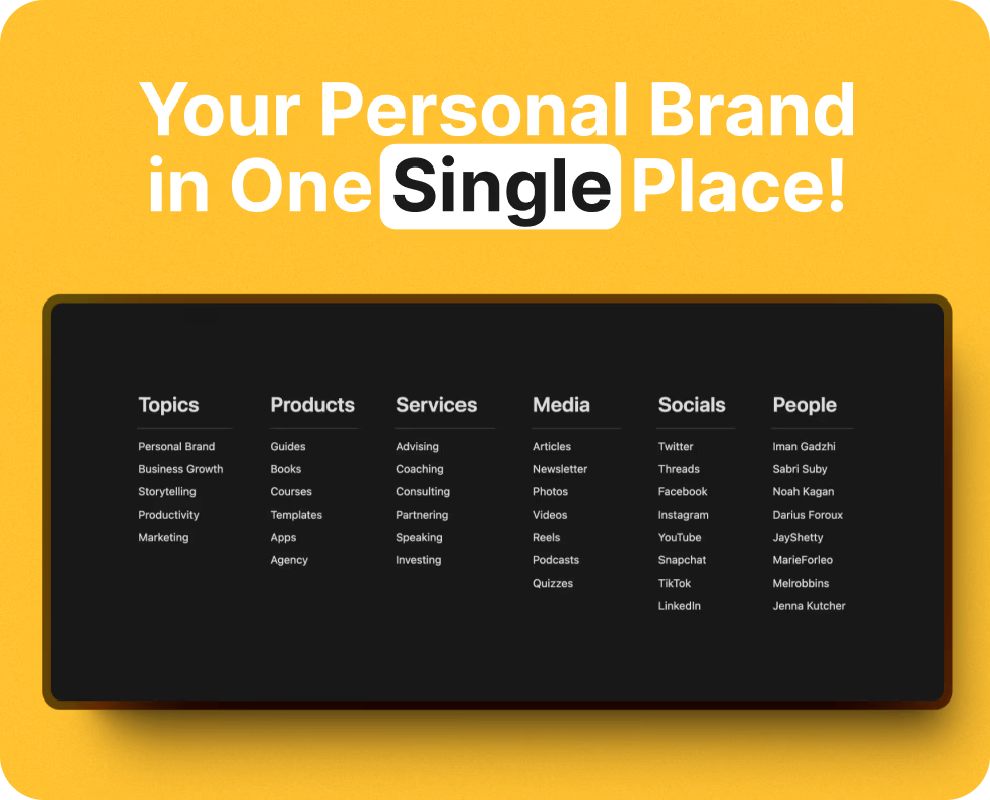 Your Personal Brand
in One Single Place!
Topics
Personal Brand
Business Growth
Storytelling
Productivity
Marketing
Products
Guides
Books
Courses
Templates
Apps
Agency
Services
Advising
Coaching
Consulting
Partnering
Speaking
Investing
Media
Articles
Newsletter
Photos
Videos
Reels
Podcasts
Quizzes
Socials
Twitter
Threads
Facebook
Instagram
YouTube
Snapchat
TikTok
LinkedIn
People
Iman Gadzhi
Sabri Suby
Noah Kagan
Darius Foroux
JayShetty
MarieForleo
Melrobbins
Jenna Kutcher